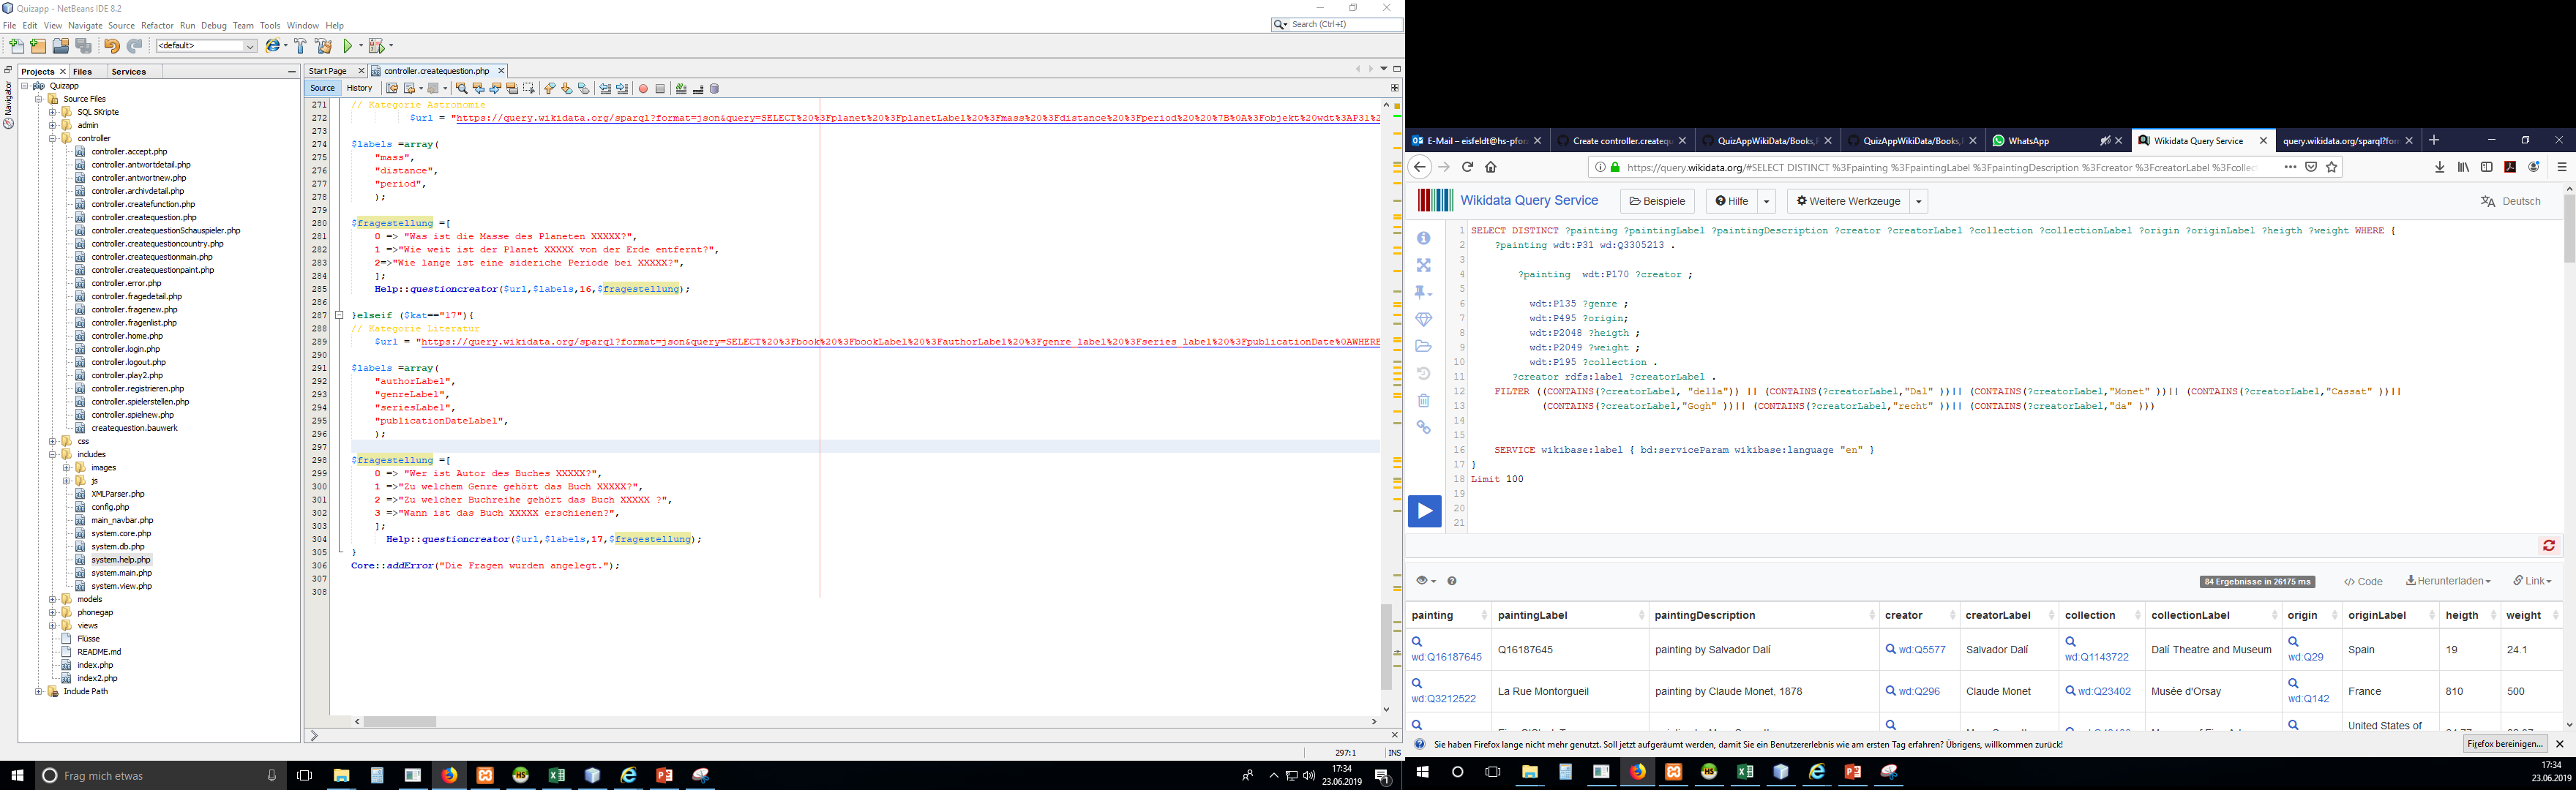 Quizapp - NetBeans IDE 8.2
File Edit View Navigate Source Refactor Run Debug Team Tools Window Help
Search (Ctrl+I)
<default>
Projects Files Services
Navigator
Quizapp
Source Files
SQL SKripte
admin
controller
controller.accept.php
controller.antwortdetail.php
controller.antwortnew.php
controller.archivdetail.php
controller.createfunction.php
controller.createquestion.php
controller.createquestionSchauspieler.php
controller.createquestioncountry.php
controller.createquestionmain.php
controller.createquestionpaint.php
controller.error.php
controller.fragedetail.php
controller.fragenew.php
controller.fragenlist.php
controller.home.php
controller.login.php
controller.logout.php
controller.play2.php
controller.registrieren.php
controller.spielerstellen.php
controller.spielnew.php
createquestion.bauwerk
css
includes
images
js
XMLParser.php
config.php
main_navbar.php
system.core.php
system.db.php
system.help.php
system.main.php
system.view.php
models
phonegap
views
Flüsse
README.md
index.php
index2.php
Include Path
Start Page controller.createquestion.php
Source History
271 // Kategorie Astronomie
272 $url = "https://query.wikidata.org/sparql?format=json&query=SELECT%20%3Fplanet%20%3FplanetLabel%20%3Fmass%20%3Fdistance%20%3Fperiod%20%20%7B%0A%3Fobjekt%20wdt%3AP31%2
273
274 $labels =array(
275 "mass",
276 "distance",
277 "period",
278 );
279
280 $fragestellung =[
281 0 => "Was ist die Masse des Planeten XXXXX?",
282 1 =>"Wie weit ist der Planet XXXXX von der Erde entfernt?",
283 2=>"Wie lange ist eine sideriche Periode bei XXXXX?",
284 ];
285 Help::questioncreator($url,$labels,16,$fragestellung);
286
287 }elseif ($kat=="17"){
288 // Kategorie Literatur
289 $url = "https://query.wikidata.org/sparql?format=json&query=SELECT%20%3Fbook%20%3FbookLabel%20%3FauthorLabel%20%3Fgenre_label%20%3Fseries_label%20%3FpublicationDate%0AWHERE
290
291 $labels =array(
292 "authorLabel",
293 "genreLabel",
294 "seriesLabel",
295 "publicationDateLabel",
296 );
297
298 $fragestellung =[
299 0 => "Wer ist Autor des Buches XXXXX?",
300 1 =>"Zu welchem Genre gehört das Buch XXXXX?",
301 2 =>"Zu welcher Buchreihe gehört das Buch XXXXX ?",
302 3 =>"Wann ist das Buch XXXXX erschienen?",
303 ];
304 Help::questioncreator($url,$labels,17,$fragestellung);
305 }
306 Core::addError("Die Fragen wurden angelegt.");
307
308
297:1 INS
Frag mich etwas
17:34
23.06.2019
E-Mail – eisfeldt@hs-pfor Create controller.createqu QuizAppWikiData/Books, QuizAppWikiData/Books, WhatsApp Wikidata Query Service query.wikidata.org/sparql?for
https://query.wikidata.org/#SELECT DISTINCT %3Fpainting %3FpaintingLabel %3FpaintingDescription %3Fcreator %3FcreatorLabel %3Fcollec
Wikidata Query Service Beispiele Hilfe Weitere Werkzeuge Deutsch
1 SELECT DISTINCT ?painting ?paintingLabel ?paintingDescription ?creator ?creatorLabel ?collection ?collectionLabel ?origin ?originLabel ?heigth ?weight WHERE {
2 ?painting wdt:P31 wd:Q3305213 .
3
4 ?painting wdt:P170 ?creator ;
5
6 wdt:P135 ?genre ;
7 wdt:P495 ?origin;
8 wdt:P2048 ?heigth ;
9 wdt:P2049 ?weight ;
10 wdt:P195 ?collection .
11 ?creator rdfs:label ?creatorLabel .
12 FILTER ((CONTAINS(?creatorLabel, "della")) || (CONTAINS(?creatorLabel,"Dal" ))|| (CONTAINS(?creatorLabel,"Monet" ))|| (CONTAINS(?creatorLabel,"Cassat" ))||
13 (CONTAINS(?creatorLabel,"Gogh" ))|| (CONTAINS(?creatorLabel,"recht" ))|| (CONTAINS(?creatorLabel,"da" )))
14
15
16 SERVICE wikibase:label { bd:serviceParam wikibase:language "en" }
17 }
18 Limit 100
19
20
21
84 Ergebnisse in 26175 ms </> Code Herunterladen Link
painting paintingLabel paintingDescription creator creatorLabel collection collectionLabel origin originLabel heigth weight
wd:Q16187645 Q16187645 painting by Salvador Dalí wd:Q5577 Salvador Dalí wd:Q1143722 Dalí Theatre and Museum wd:Q29 Spain 19 24.1
wd:Q3212522 La Rue Montorgueil painting by Claude Monet, 1878 wd:Q296 Claude Monet wd:Q23402 Musée d'Orsay wd:Q142 France 810 500
United States of
Sie haben Firefox lange nicht mehr genutzt. Soll jetzt aufgeräumt werden, damit Sie ein Benutzererlebnis wie am ersten Tag erfahren? Übrigens, willkommen zurück! Firefox bereinigen...
17:34
23.06.2019